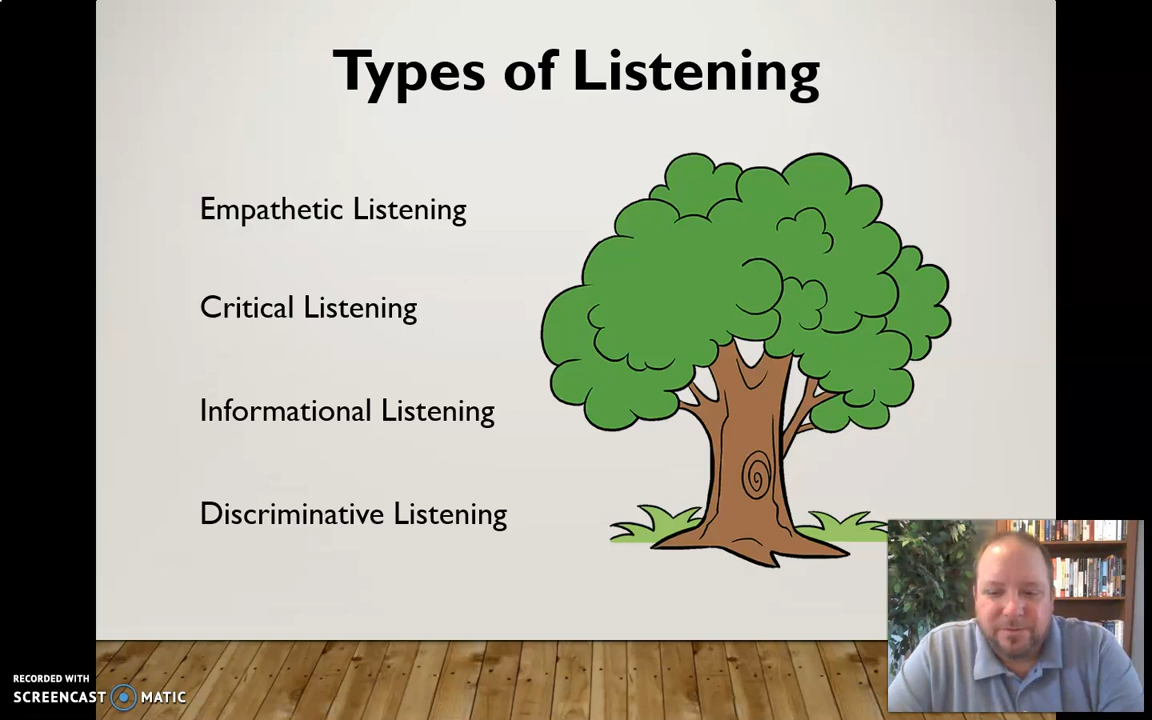 Types of Listening
Empathetic Listening
Critical Listening
Informational Listening
Discriminative Listening
RECORDED WITH
SCREENCAST MATIC